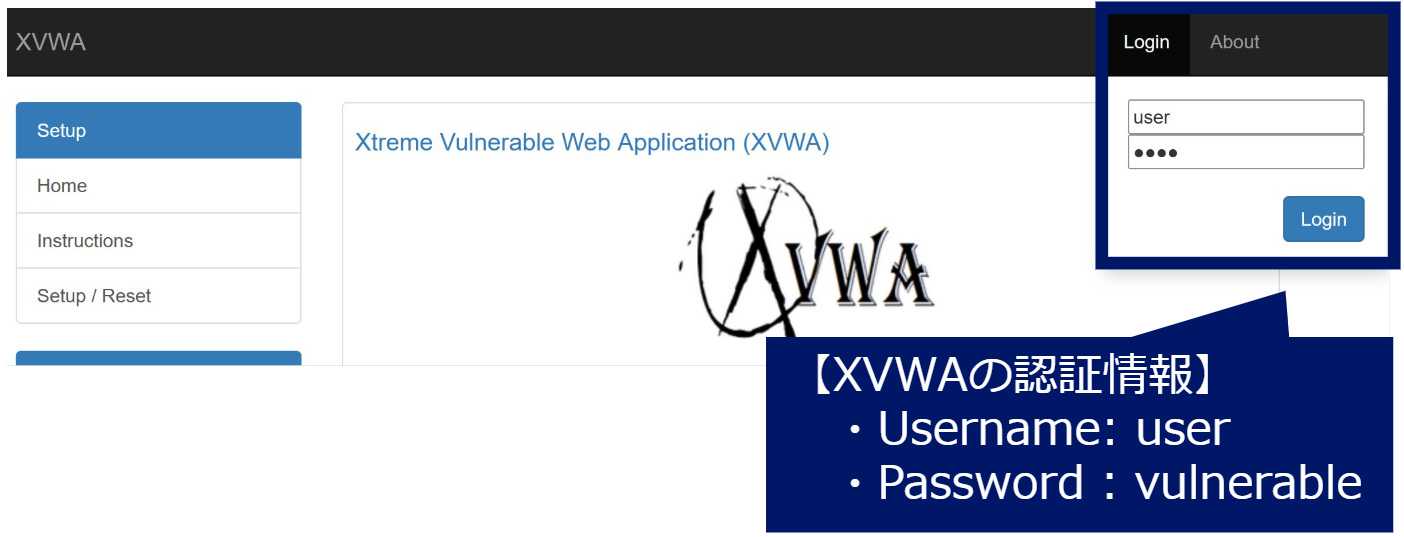 XVWA
Login About
Setup
Home
Instructions
Setup / Reset
Xtreme Vulnerable Web Application (XVWA)
XVWA
user
●●●●
Login
【XVWAの認証情報】
・Username: user
・Password : vulnerable